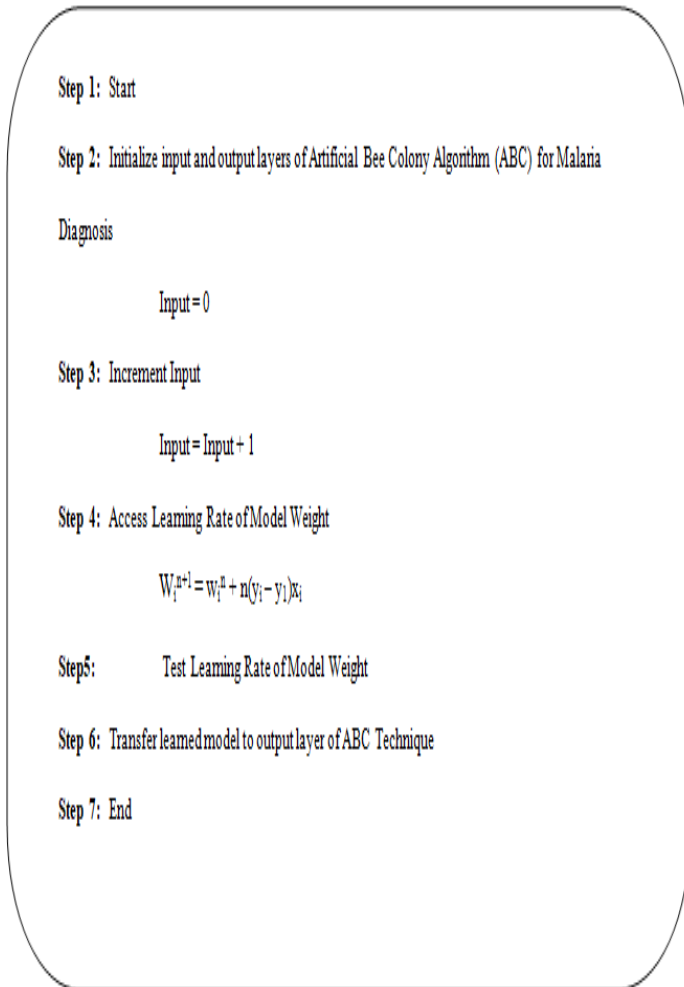 Step 1: Start
Step 2: Initialize input and output layers of Artificial Bee Colony Algorithm (ABC) for Malaria
Diagnosis
Input = 0
Step 3: Increment Input
Input = Input + 1
Step 4: Access Learning Rate of Model Weight
Wᵢⁿ⁺¹ = wᵢⁿ + n(yᵢ – y₁)xᵢ
Step5: Test Learning Rate of Model Weight
Step 6: Transfer learned model to output layer of ABC Technique
Step 7: End